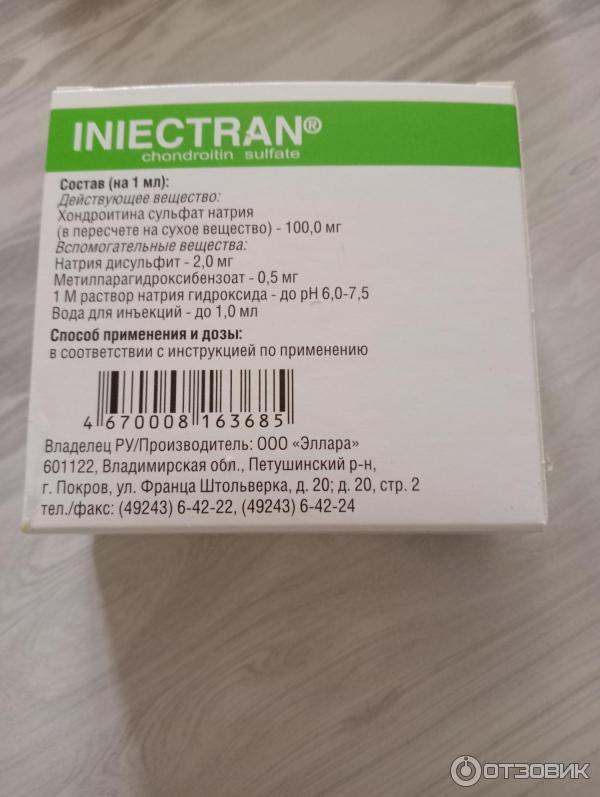 INIECTRAN®
chondroitin sulfate
Состав (на 1 мл):
Действующее вещество:
Хондроитина сульфат натрия
(в пересчете на сухое вещество) - 100,0 мг
Вспомогательные вещества:
Натрия дисульфит - 2,0 мг
Метилпарагидроксибензоат - 0,5 мг
1 М раствор натрия гидроксида - до pH 6,0-7,5
Вода для инъекций - до 1,0 мл
Способ применения и дозы:
в соответствии с инструкцией по применению
4 670008 163685
Владелец РУ/Производитель: ООО «Эллара»
601122, Владимирская обл., Петушинский р-н,
г. Покров, ул. Франца Штольверка, д. 20; д. 20, стр. 2
тел./факс: (49243) 6-42-22, (49243) 6-42-24
ОТЗОВИК